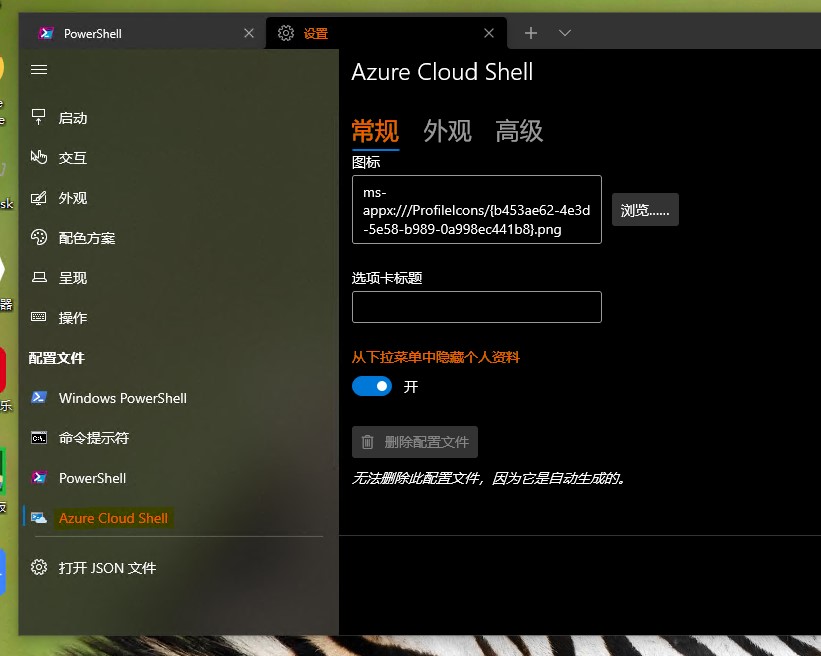 PowerShell
设置
Azure Cloud Shell
启动
常规 外观 高级
交互
图标
ms-
appx:///ProfileIcons/{b453ae62-4e3d
-5e58-b989-0a998ec441b8}.png
浏览......
外观
配色方案
呈现
选项卡标题
操作
配置文件
从下拉菜单中隐藏个人资料
开
Windows PowerShell
命令提示符
删除配置文件
PowerShell
无法删除此配置文件，因为它是自动生成的。
Azure Cloud Shell
打开 JSON 文件
e
e
sk
器
乐